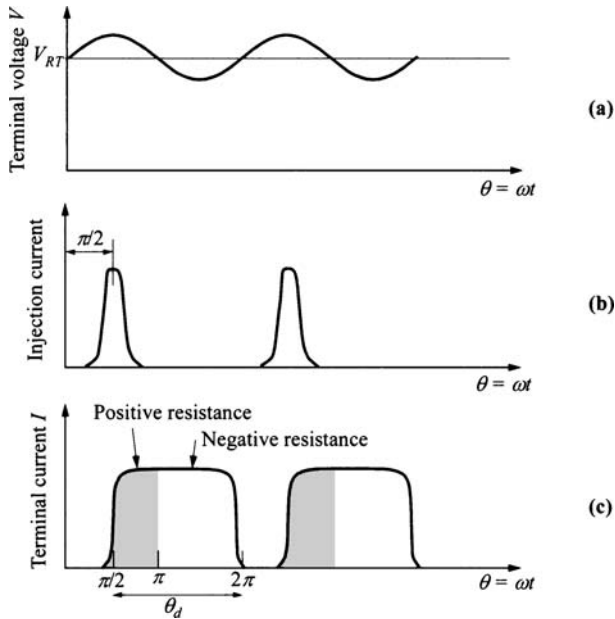 Terminal voltage V
V_RT
θ = ωt
(a)
Injection current
π/2
θ = ωt
(b)
Terminal current I
Positive resistance
Negative resistance
π/2
π
2π
θ_d
θ = ωt
(c)